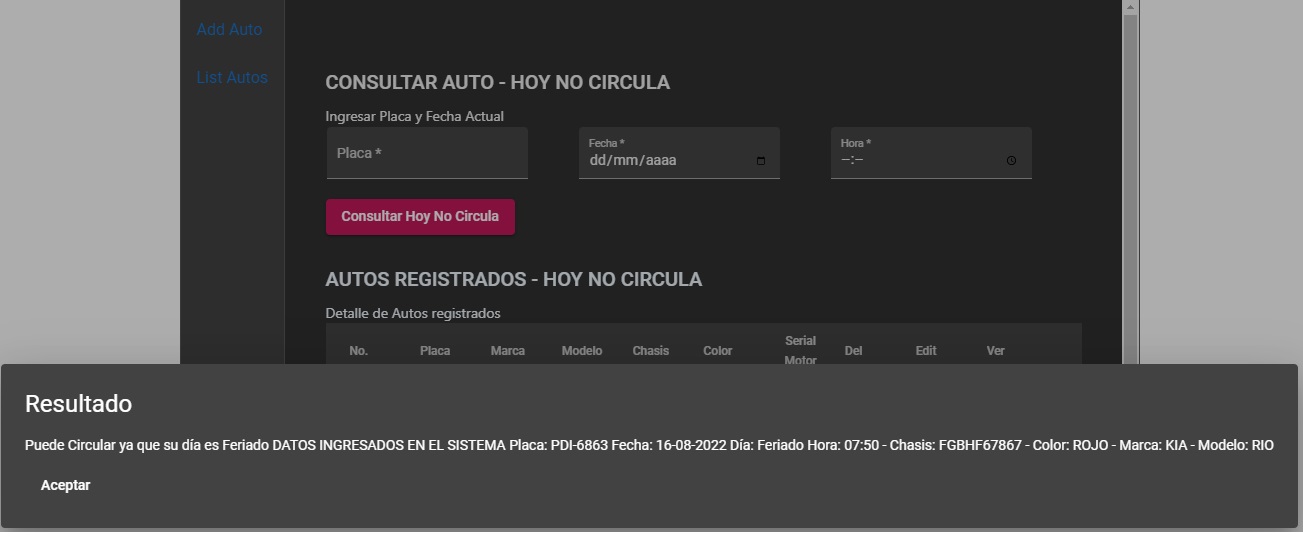 Add Auto
List Autos
CONSULTAR AUTO - HOY NO CIRCULA
Ingresar Placa y Fecha Actual
Placa *
Fecha *
dd/mm/aaaa
Hora *
--:--
Consultar Hoy No Circula
AUTOS REGISTRADOS - HOY NO CIRCULA
Detalle de Autos registrados
No. Placa Marca Modelo Chasis Color Serial Motor Del Edit Ver
Resultado
Puede Circular ya que su día es Feriado DATOS INGRESADOS EN EL SISTEMA Placa: PDI-6863 Fecha: 16-08-2022 Día: Feriado Hora: 07:50 - Chasis: FGBHF67867 - Color: ROJO - Marca: KIA - Modelo: RIO
Aceptar